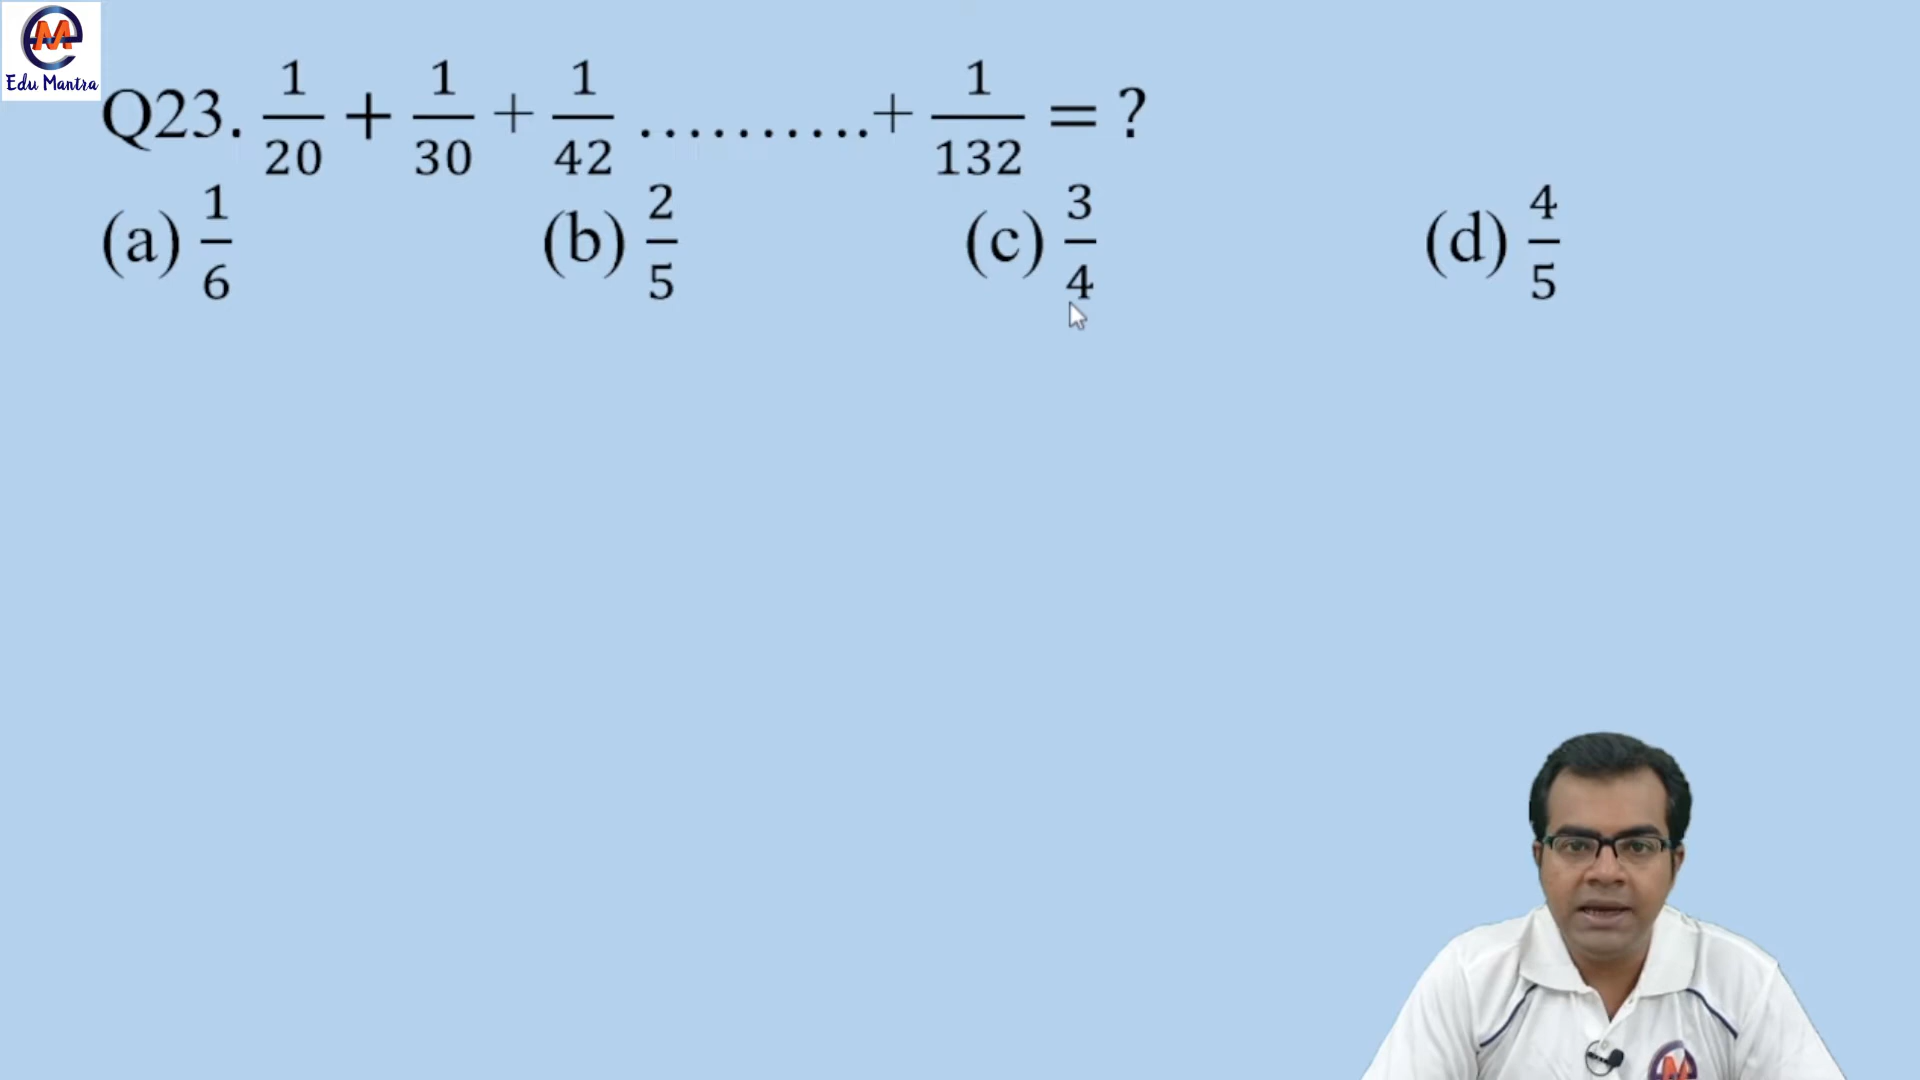 Edu Mantra
Q23. 1/20 + 1/30 + 1/42 ..........+ 1/132 = ?
(a) 1/6 (b) 2/5 (c) 3/4 (d) 4/5